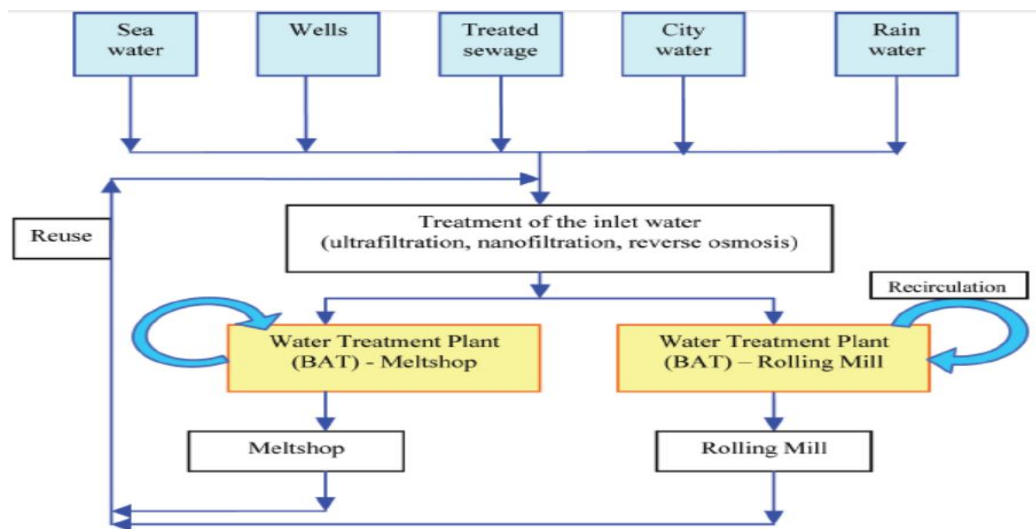 Sea
water
Wells
Treated
sewage
City
water
Rain
water
Reuse
Treatment of the inlet water
(ultrafiltration, nanofiltration, reverse osmosis)
Recirculation
Water Treatment Plant
(BAT) - Meltshop
Water Treatment Plant
(BAT) – Rolling Mill
Meltshop
Rolling Mill